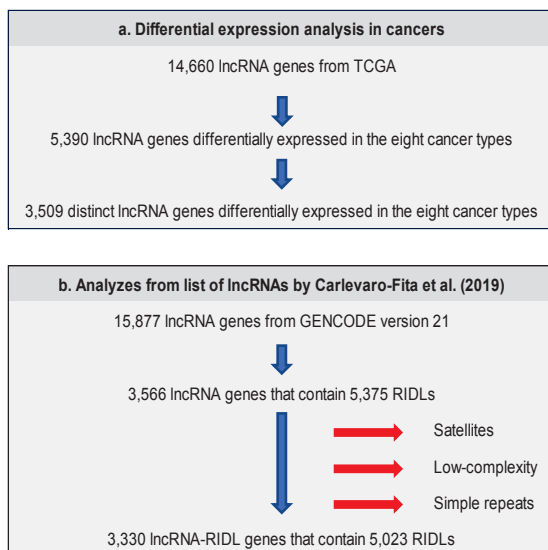 a. Differential expression analysis in cancers
14,660 lncRNA genes from TCGA
5,390 lncRNA genes differentially expressed in the eight cancer types
3,509 distinct lncRNA genes differentially expressed in the eight cancer types
b. Analyzes from list of lncRNAs by Carlevaro-Fita et al. (2019)
15,877 lncRNA genes from GENCODE version 21
3,566 lncRNA genes that contain 5,375 RIDLs
Satellites
Low-complexity
Simple repeats
3,330 lncRNA-RIDL genes that contain 5,023 RIDLs